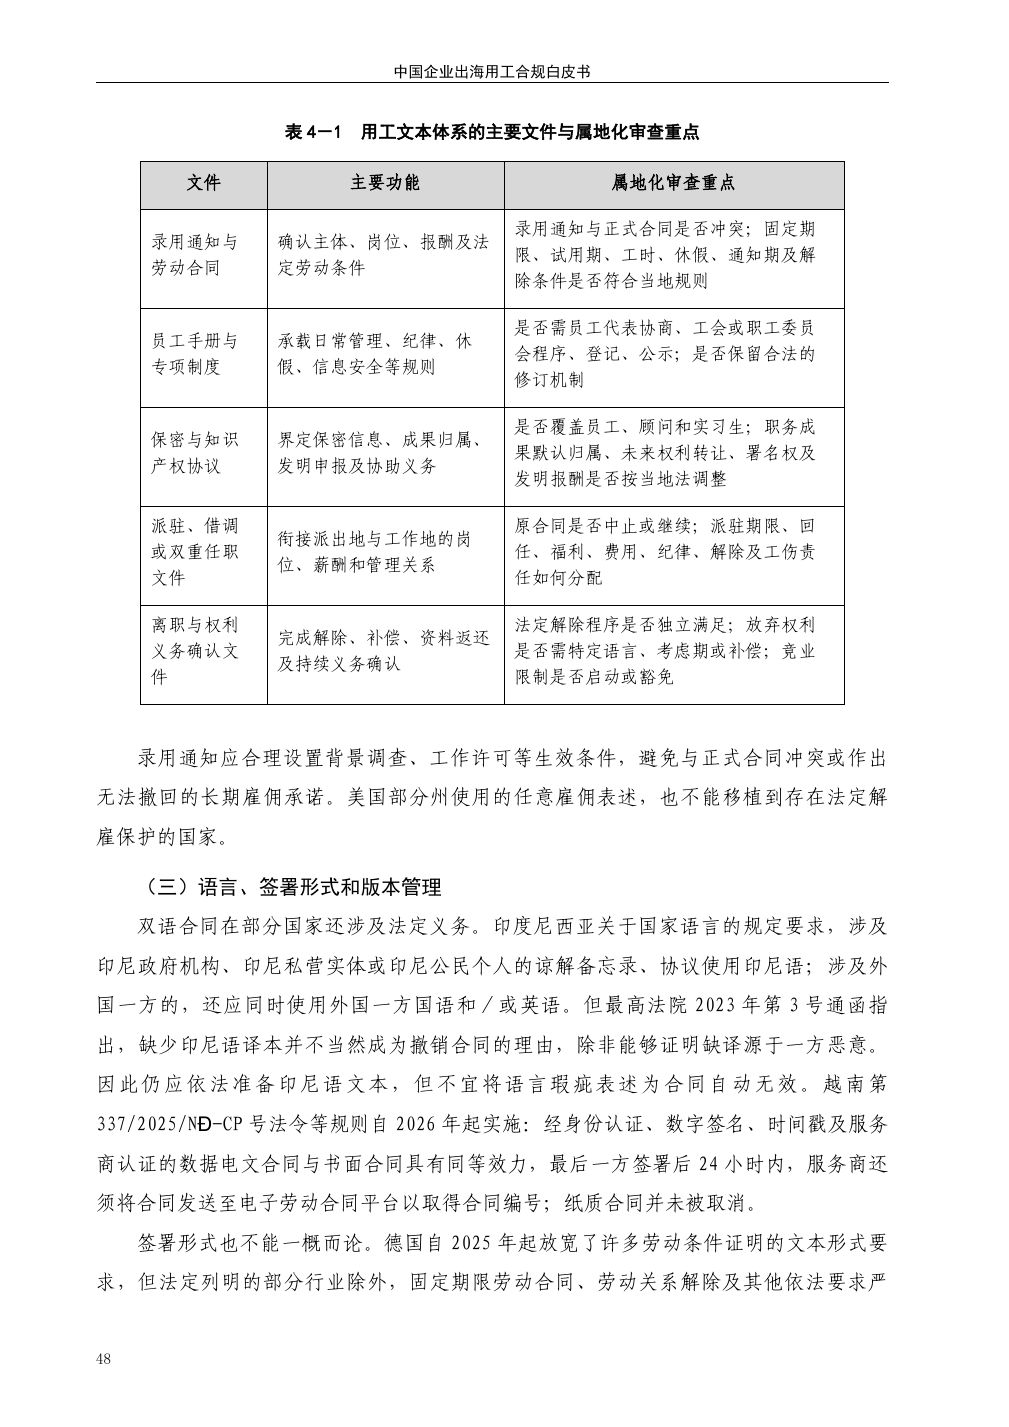 中国企业出海用工合规白皮书
表 4—1　用工文本体系的主要文件与属地化审查重点
文件
主要功能
属地化审查重点
录用通知与
劳动合同
确认主体、岗位、报酬及法
定劳动条件
录用通知与正式合同是否冲突；固定期
限、试用期、工时、休假、通知期及解
除条件是否符合当地规则
员工手册与
专项制度
承载日常管理、纪律、休
假、信息安全等规则
是否需员工代表协商、工会或职工委员
会程序、登记、公示；是否保留合法的
修订机制
保密与知识
产权协议
界定保密信息、成果归属、
发明申报及协助义务
是否覆盖员工、顾问和实习生；职务成
果默认归属、未来权利转让、署名权及
发明报酬是否按当地法调整
派驻、借调
或双重任职
文件
衔接派出地与工作地的岗
位、薪酬和管理关系
原合同是否中止或继续；派驻期限、回
任、福利、费用、纪律、解除及工伤责
任如何分配
离职与权利
义务确认文
件
完成解除、补偿、资料返还
及持续义务确认
法定解除程序是否独立满足；放弃权利
是否需特定语言、考虑期或补偿；竞业
限制是否启动或豁免
录用通知应合理设置背景调查、工作许可等生效条件，避免与正式合同冲突或作出
无法撤回的长期雇佣承诺。美国部分州使用的任意雇佣表述，也不能移植到存在法定解
雇保护的国家。
（三）语言、签署形式和版本管理
双语合同在部分国家还涉及法定义务。印度尼西亚关于国家语言的规定要求，涉及
印尼政府机构、印尼私营实体或印尼公民个人的谅解备忘录、协议使用印尼语；涉及外
国一方的，还应同时使用外国一方国语和／或英语。但最高法院 2023 年第 3 号通函指
出，缺少印尼语译本并不当然成为撤销合同的理由，除非能够证明缺译源于一方恶意。
因此仍应依法准备印尼语文本，但不宜将语言瑕疵表述为合同自动无效。越南第
337/2025/NĐ-CP 号法令等规则自 2026 年起实施：经身份认证、数字签名、时间戳及服务
商认证的数据电文合同与书面合同具有同等效力，最后一方签署后 24 小时内，服务商还
须将合同发送至电子劳动合同平台以取得合同编号；纸质合同并未被取消。
签署形式也不能一概而论。德国自 2025 年起放宽了许多劳动条件证明的文本形式要
求，但法定列明的部分行业除外，固定期限劳动合同、劳动关系解除及其他依法要求严
48